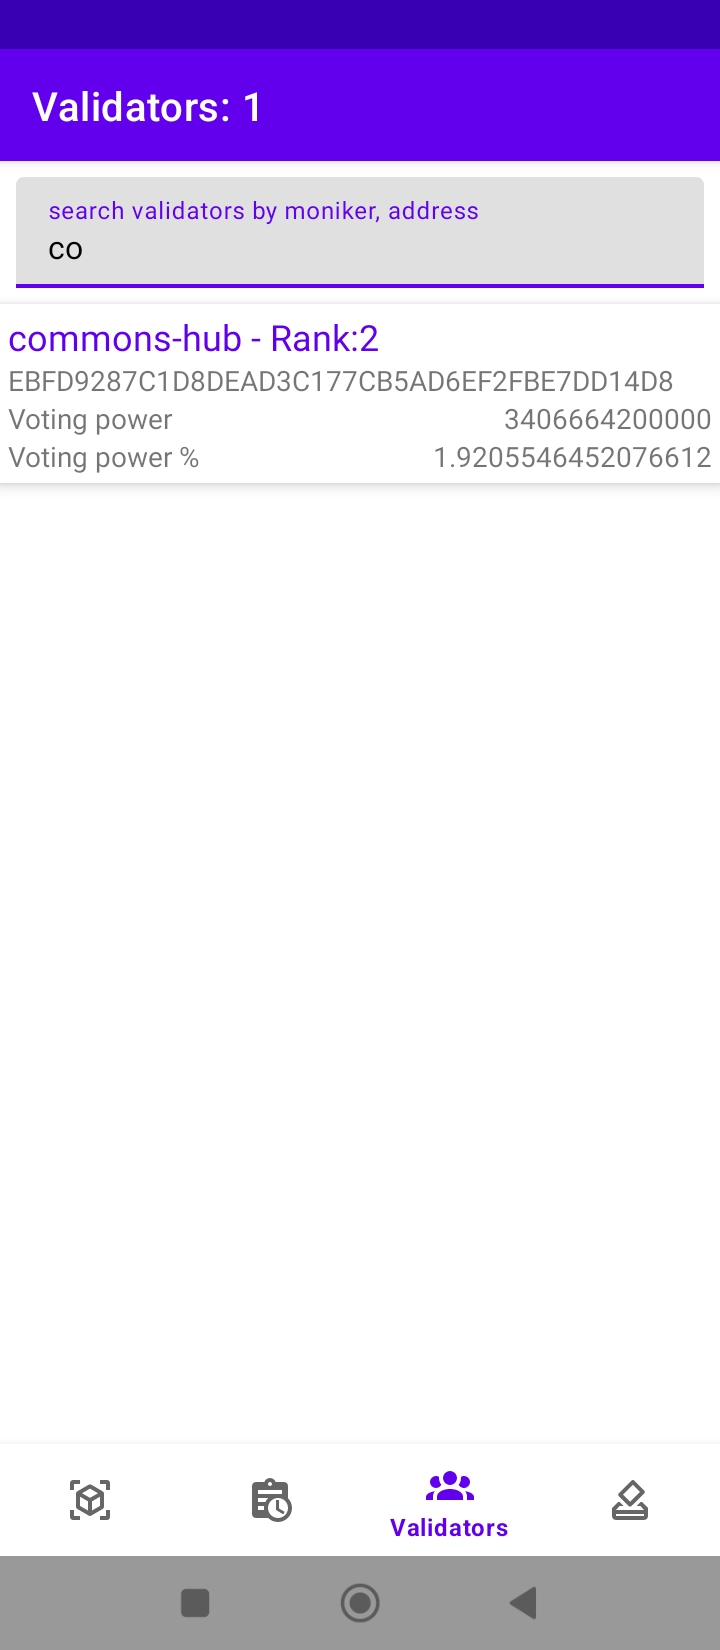 Validators: 1
search validators by moniker, address
co
commons-hub - Rank:2
EBFD9287C1D8DEAD3C177CB5AD6EF2FBE7DD14D8
Voting power 3406664200000
Voting power % 1.9205546452076612
Validators